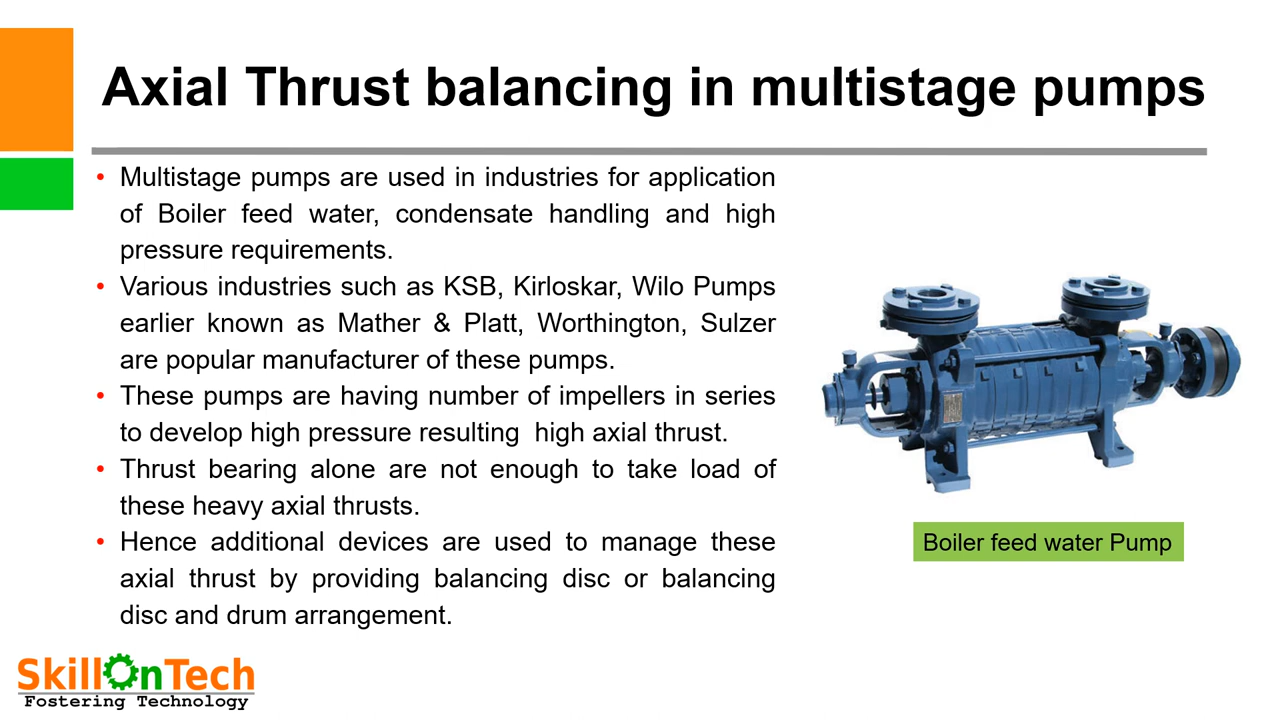 Axial Thrust balancing in multistage pumps
• Multistage pumps are used in industries for application
of Boiler feed water, condensate handling and high
pressure requirements.
• Various industries such as KSB, Kirloskar, Wilo Pumps
earlier known as Mather & Platt, Worthington, Sulzer
are popular manufacturer of these pumps.
• These pumps are having number of impellers in series
to develop high pressure resulting  high axial thrust.
• Thrust bearing alone are not enough to take load of
these heavy axial thrusts.
• Hence additional devices are used to manage these
axial thrust by providing balancing disc or balancing
disc and drum arrangement.
Boiler feed water Pump
SkillOnTech
Fostering Technology